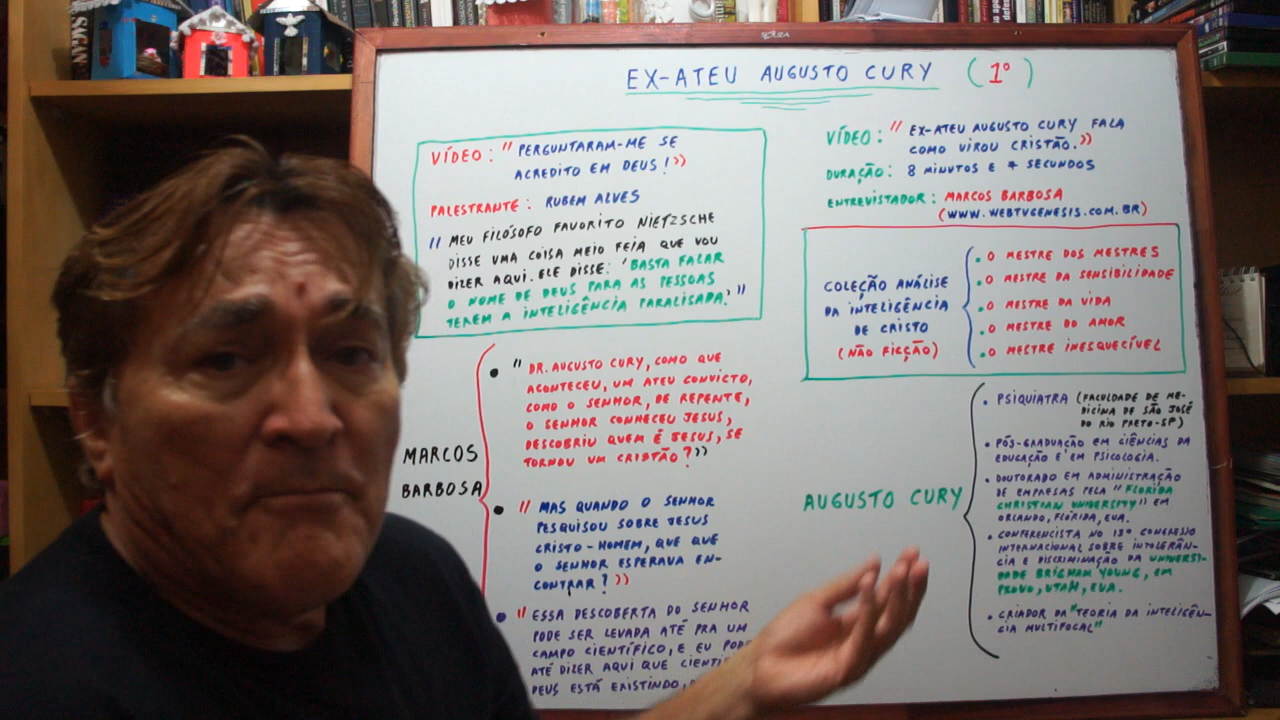 SAGAN
EX-ATEU AUGUSTO CURY (1º)
VÍDEO: "PERGUNTARAM-ME SE
ACREDITO EM DEUS!"
PALESTRANTE: RUBEM ALVES
"MEU FILÓSOFO FAVORITO NIETZSCHE
DISSE UMA COISA MEIO FEIA QUE VOU
DIZER AQUI. ELE DISSE: 'BASTA FALAR
O NOME DE DEUS PARA AS PESSOAS
TEREM A INTELIGÊNCIA PARALISADA.'"
MARCOS
BARBOSA
• "DR. AUGUSTO CURY, COMO QUE
ACONTECEU, UM ATEU CONVICTO,
COMO O SENHOR, DE REPENTE,
O SENHOR CONHECEU JESUS,
DESCOBRIU QUEM É JESUS, SE
TORNOU UM CRISTÃO?"
• "MAS QUANDO O SENHOR
PESQUISOU SOBRE JESUS
CRISTO-HOMEM, QUE QUE
O SENHOR ESPERAVA EN-
CONTRAR?"
• "ESSA DESCOBERTA DO SENHOR
PODE SER LEVADA ATÉ PRA UM
CAMPO CIENTÍFICO, E EU PODE
ATÉ DIZER AQUI QUE CIENTI
DEUS ESTÁ EXISTINDO,
VÍDEO: "EX-ATEU AUGUSTO CURY FALA
COMO VIROU CRISTÃO."
DURAÇÃO: 8 MINUTOS E 7 SEGUNDOS
ENTREVISTADOR: MARCOS BARBOSA
(WWW.WEBTVGENESIS.COM.BR)
COLEÇÃO ANÁLISE
DA INTELIGÊNCIA
DE CRISTO
(NÃO FICÇÃO)
• O MESTRE DOS MESTRES
• O MESTRE DA SENSIBILIDADE
• O MESTRE DA VIDA
• O MESTRE DO AMOR
• O MESTRE INESQUECÍVEL
AUGUSTO CURY
• PSIQUIATRA (FACULDADE DE ME-
DICINA DE SÃO JOSÉ
DO RIO PRETO-SP)
• PÓS-GRADUAÇÃO EM CIÊNCIAS DA
EDUCAÇÃO E EM PSICOLOGIA.
• DOUTORADO EM ADMINISTRAÇÃO
DE EMPRESAS PELA "FLORIDA
CHRISTIAN UNIVERSITY" EM
ORLANDO, FLÓRIDA, EUA.
• CONFERENCISTA NO 13º CONGRESSO
INTERNACIONAL SOBRE INTOLERÂN-
CIA E DISCRIMINAÇÃO DA UNIVERSI-
DADE BRIGHAM YOUNG, EM
PROVO, UTAH, EUA.
• CRIADOR DA "TEORIA DA INTELIGÊN-
CIA MULTIFOCAL"